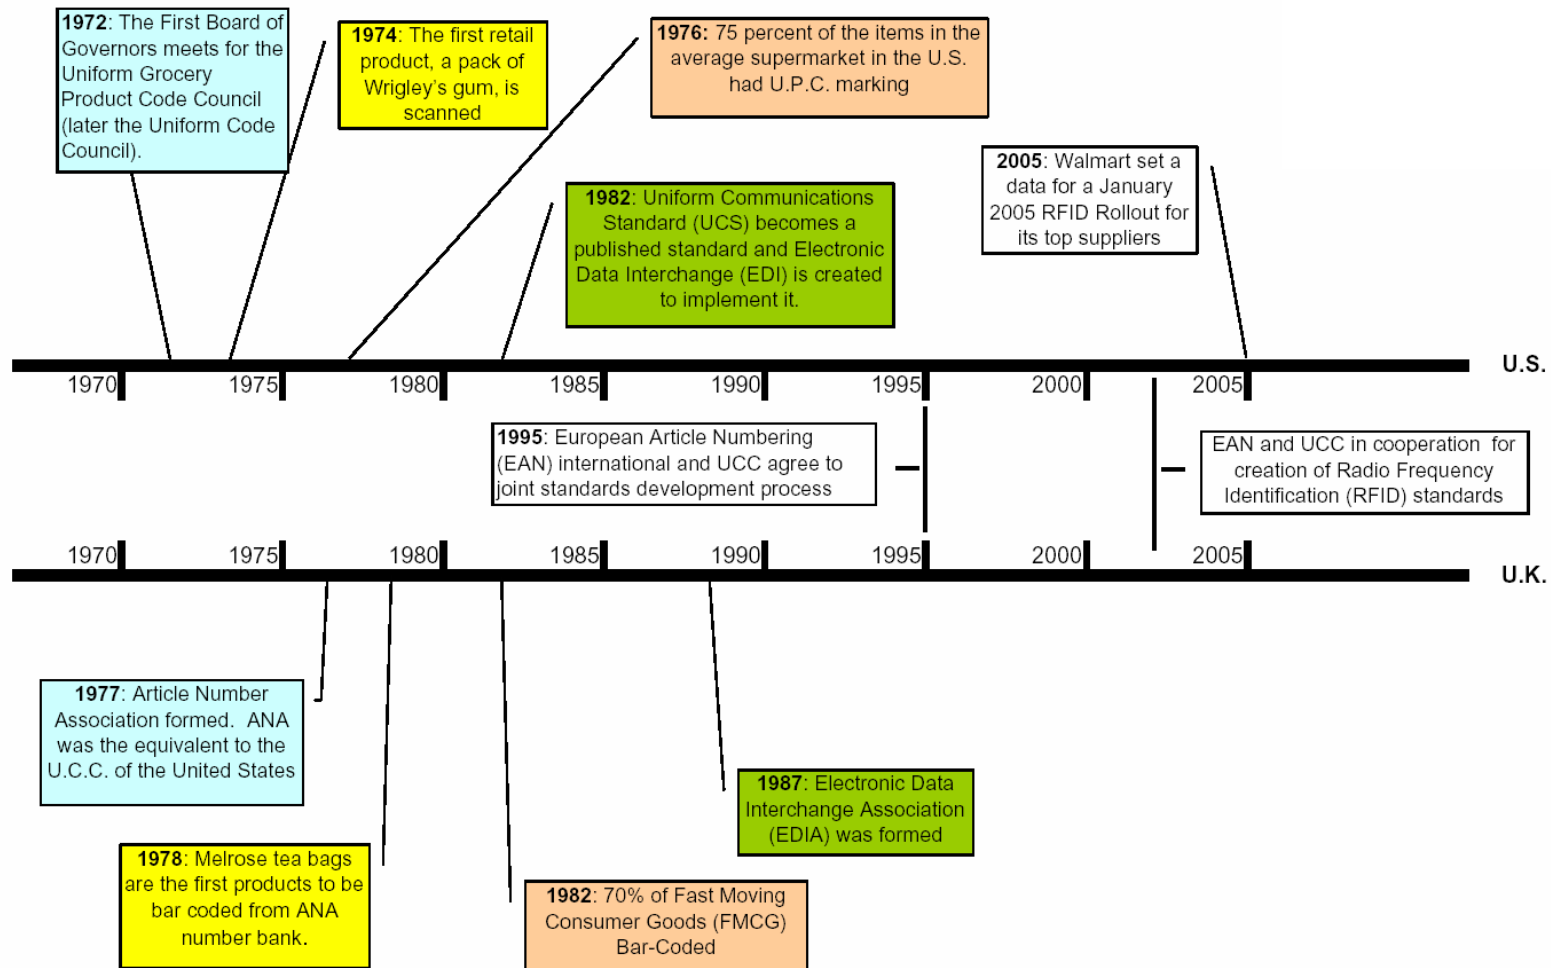 1972: The First Board of
Governors meets for the
Uniform Grocery
Product Code Council
(later the Uniform Code
Council).
1974: The first retail
product, a pack of
Wrigley's gum, is
scanned
1976: 75 percent of the items in the
average supermarket in the U.S.
had U.P.C. marking
1982: Uniform Communications
Standard (UCS) becomes a
published standard and Electronic
Data Interchange (EDI) is created
to implement it.
2005: Walmart set a
data for a January
2005 RFID Rollout for
its top suppliers
U.S.
1970 1975 1980 1985 1990 1995 2000 2005
1995: European Article Numbering
(EAN) international and UCC agree to
joint standards development process
EAN and UCC in cooperation for
creation of Radio Frequency
Identification (RFID) standards
1970 1975 1980 1985 1990 1995 2000 2005
U.K.
1977: Article Number
Association formed. ANA
was the equivalent to the
U.C.C. of the United States
1978: Melrose tea bags
are the first products to be
bar coded from ANA
number bank.
1982: 70% of Fast Moving
Consumer Goods (FMCG)
Bar-Coded
1987: Electronic Data
Interchange Association
(EDIA) was formed